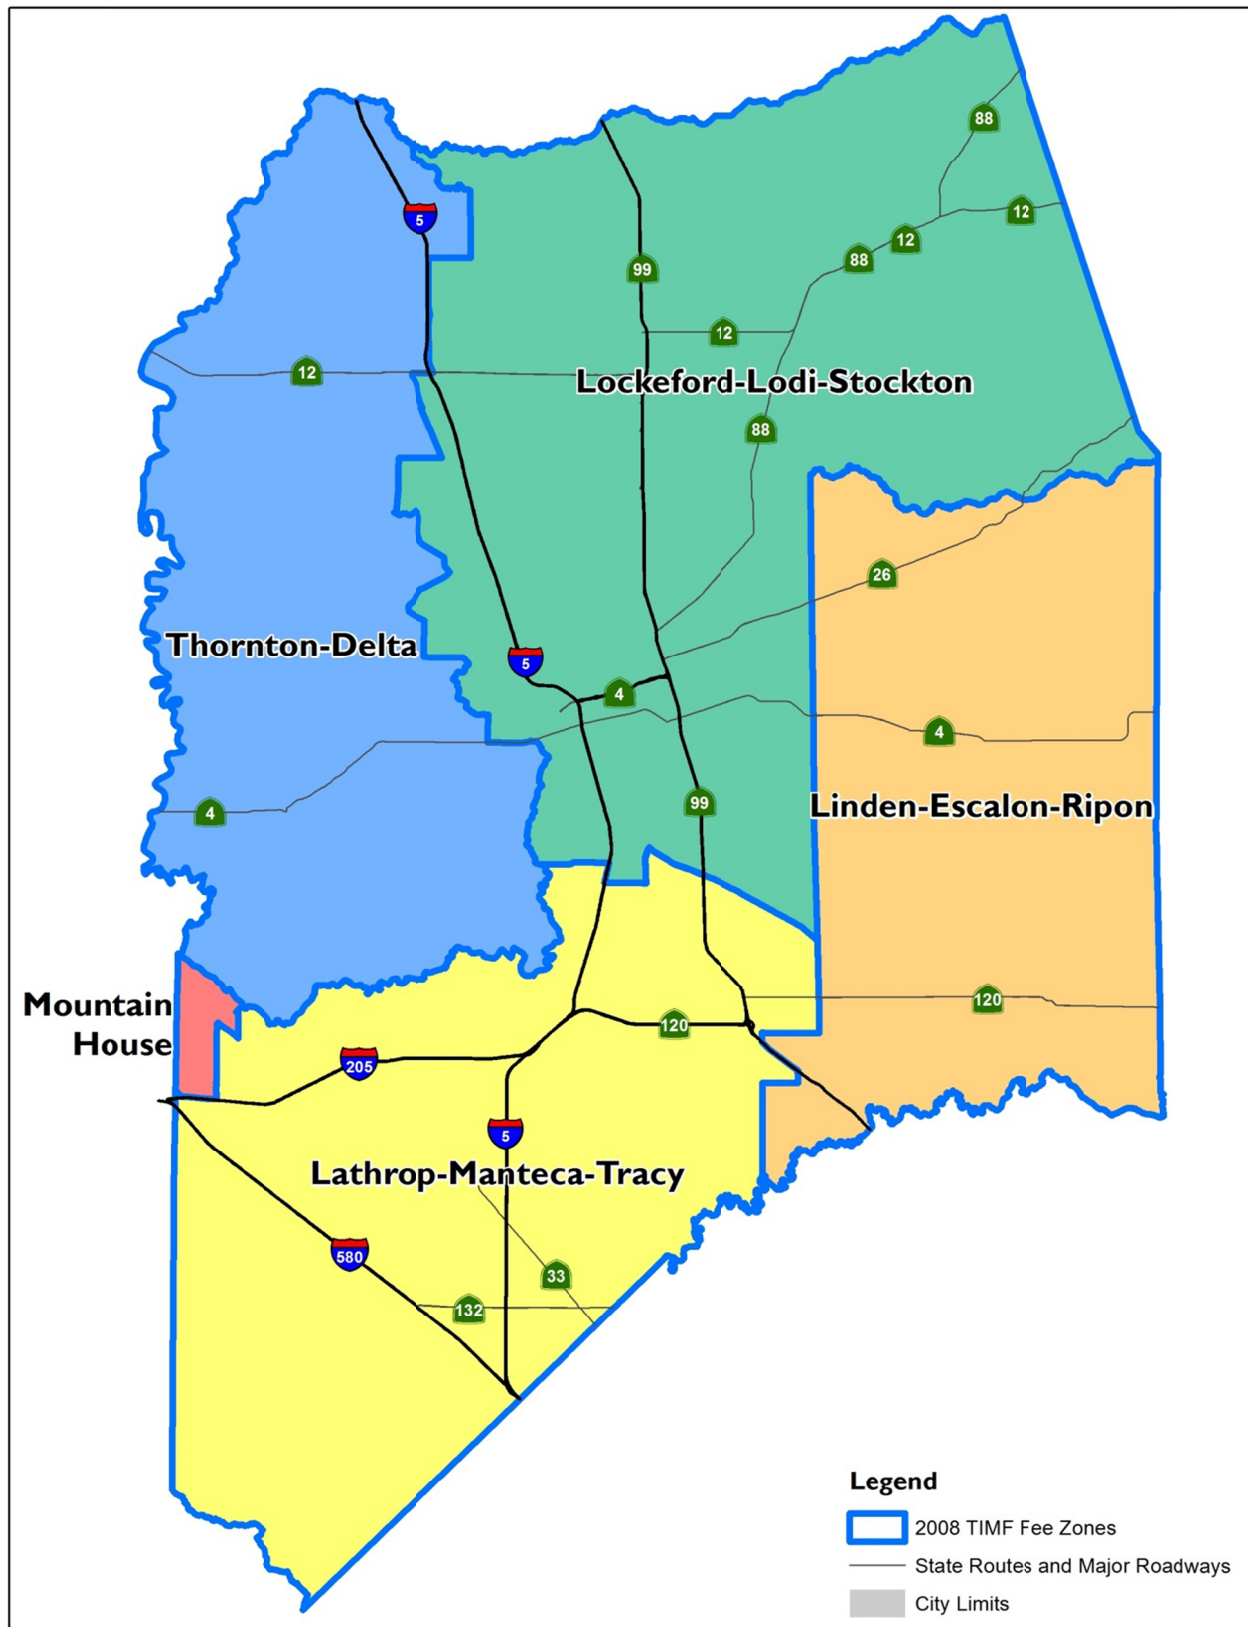 88
12
5
12
88
99
12
12
Lockeford-Lodi-Stockton
88
26
Thornton-Delta
5
4
4
99
Linden-Escalon-Ripon
4
Mountain
House
120
120
205
5
Lathrop-Manteca-Tracy
580
33
132
Legend
2008 TIMF Fee Zones
State Routes and Major Roadways
City Limits